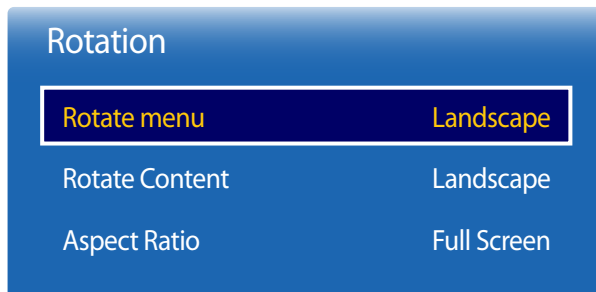 Rotation
Rotate menu Landscape
Rotate Content Landscape
Aspect Ratio Full Screen